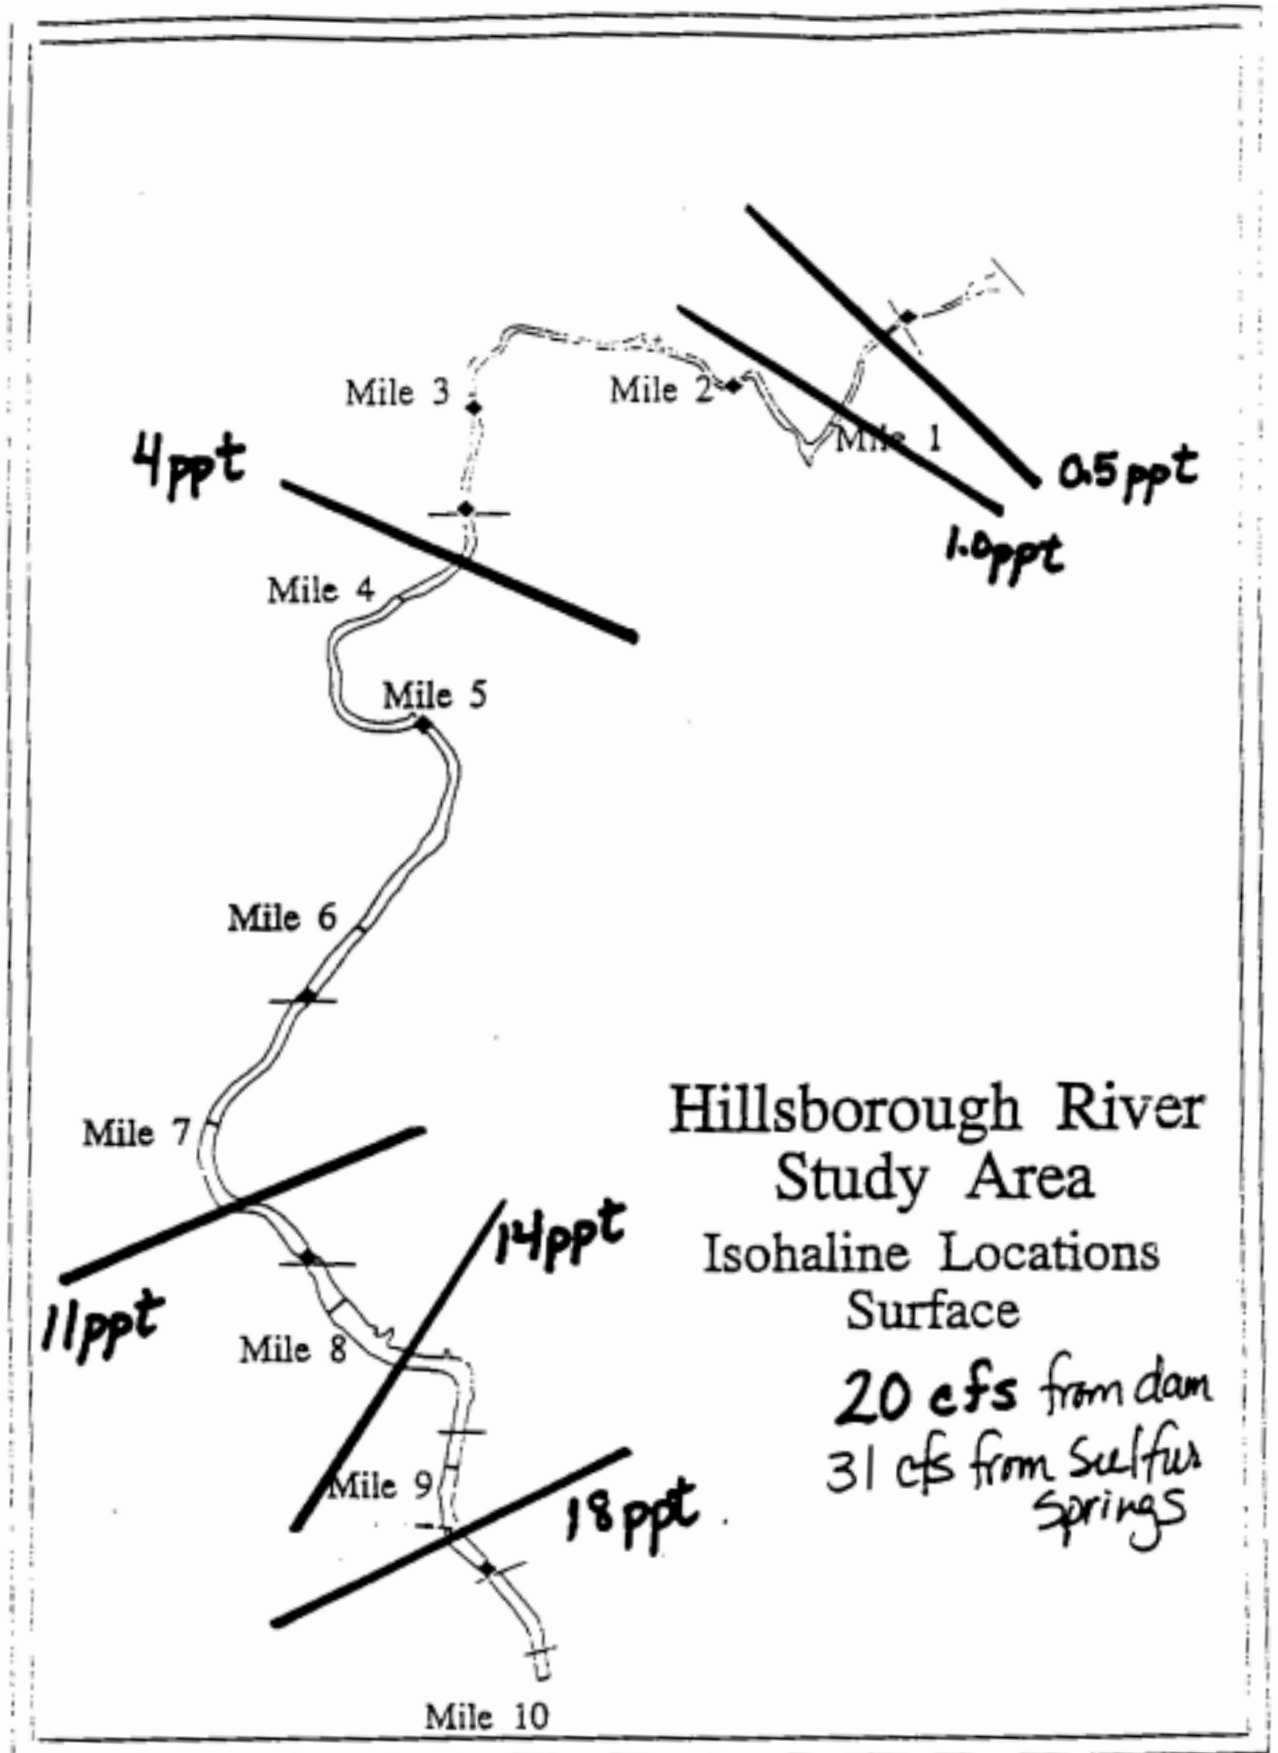 Mile 3
Mile 2
Mile 1
4ppt
0.5ppt
1.0ppt
Mile 4
Mile 5
Mile 6
Mile 7
11ppt
14ppt
Mile 8
Mile 9
18ppt
Mile 10
Hillsborough River
Study Area
Isohaline Locations
Surface
20 cfs from dam
31 cfs from Sulfur
Springs